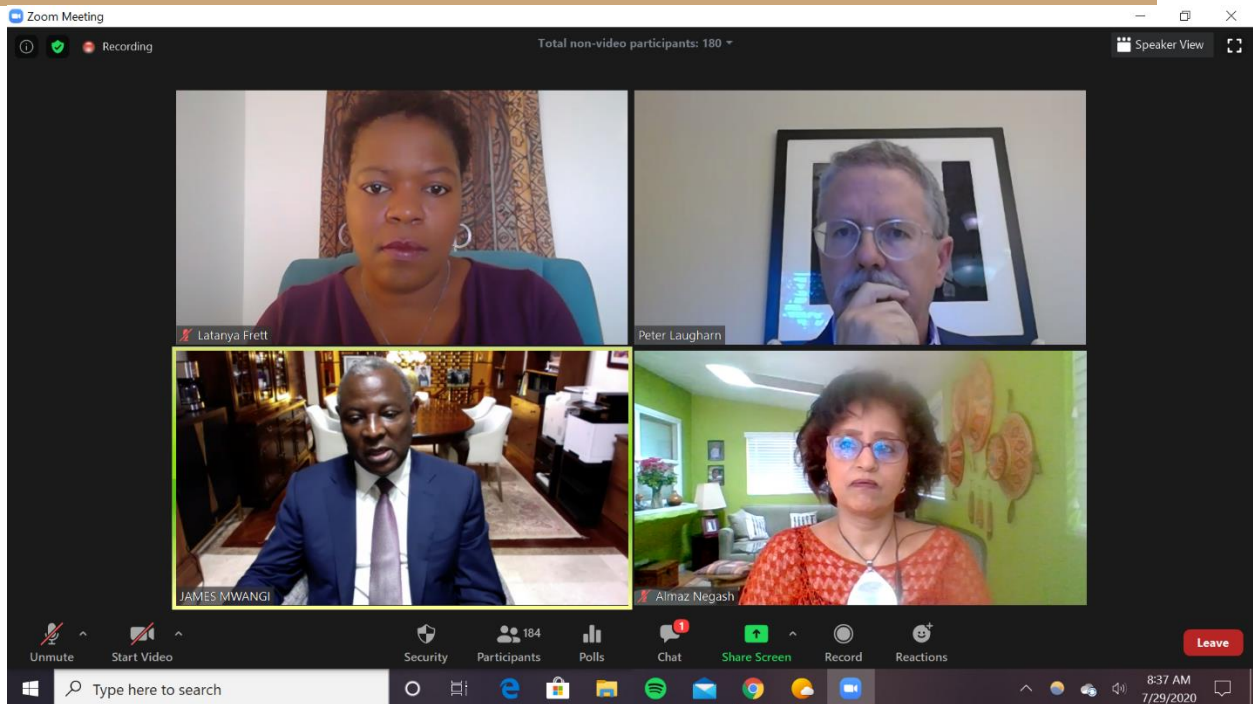 Zoom Meeting
Recording
Total non-video participants: 180
Speaker View
Latanya Frett
Peter Laugharn
JAMES MWANGI
Almaz Negash
Unmute
Start Video
Security
184
Participants
Polls
1
Chat
Share Screen
Record
Reactions
Leave
Type here to search
8:37 AM
7/29/2020